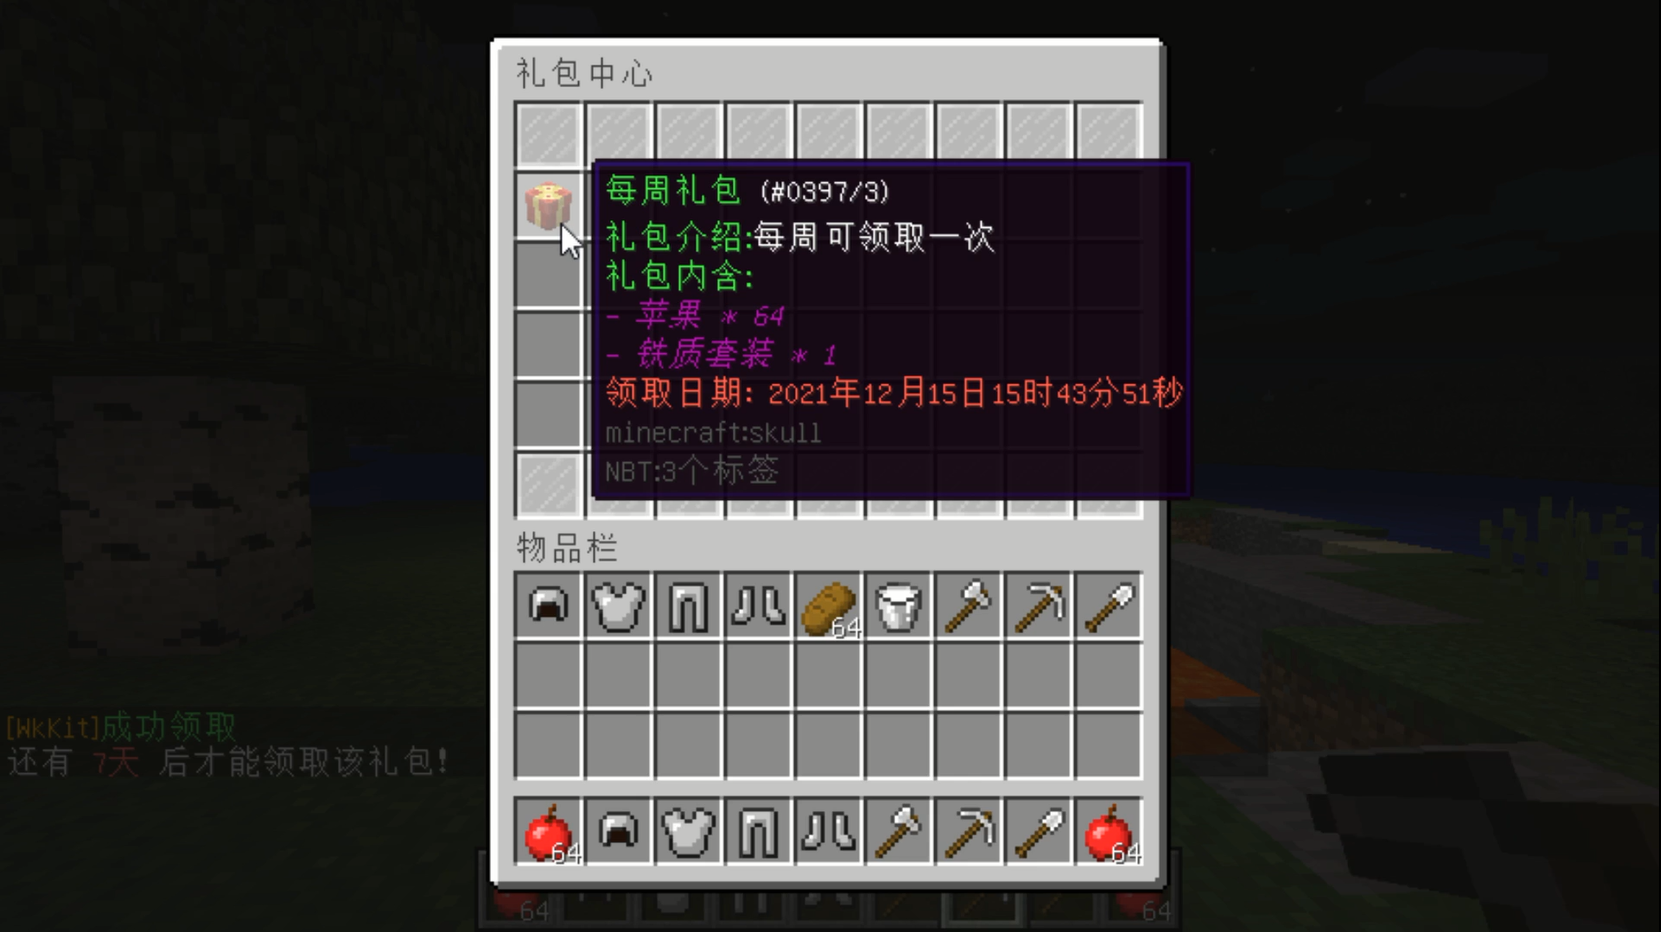 礼包中心
每周礼包 (#0397/3)
礼包介绍:每周可领取一次
礼包内含:
- 苹果 * 64
- 铁质套装 * 1
领取日期: 2021年12月15日15时43分51秒
minecraft:skull
NBT:3个标签
物品栏
64
[WkKit]成功领取
还有 7天 后才能领取该礼包!
64
64
64
64